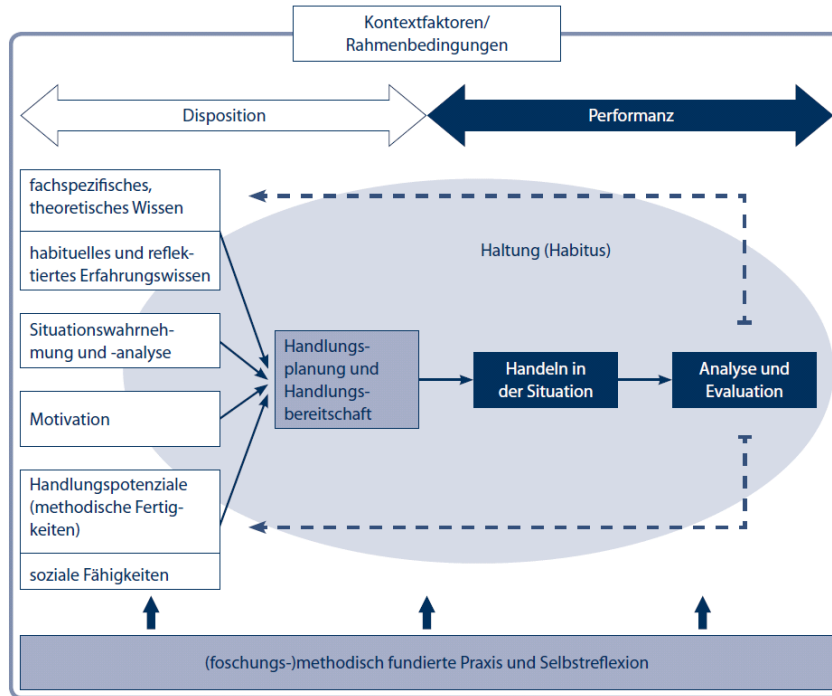 Kontextfaktoren/
Rahmenbedingungen
Disposition
Performanz
fachspezifisches,
theoretisches Wissen
habituelles und reflek-
tiertes Erfahrungswissen
Situationswahrneh-
mung und -analyse
Motivation
Handlungspotenziale
(methodische Fertig-
keiten)
soziale Fähigkeiten
Haltung (Habitus)
Handlungs-
planung und
Handlungs-
bereitschaft
Handeln in
der Situation
Analyse und
Evaluation
(foschungs-)methodisch fundierte Praxis und Selbstreflexion